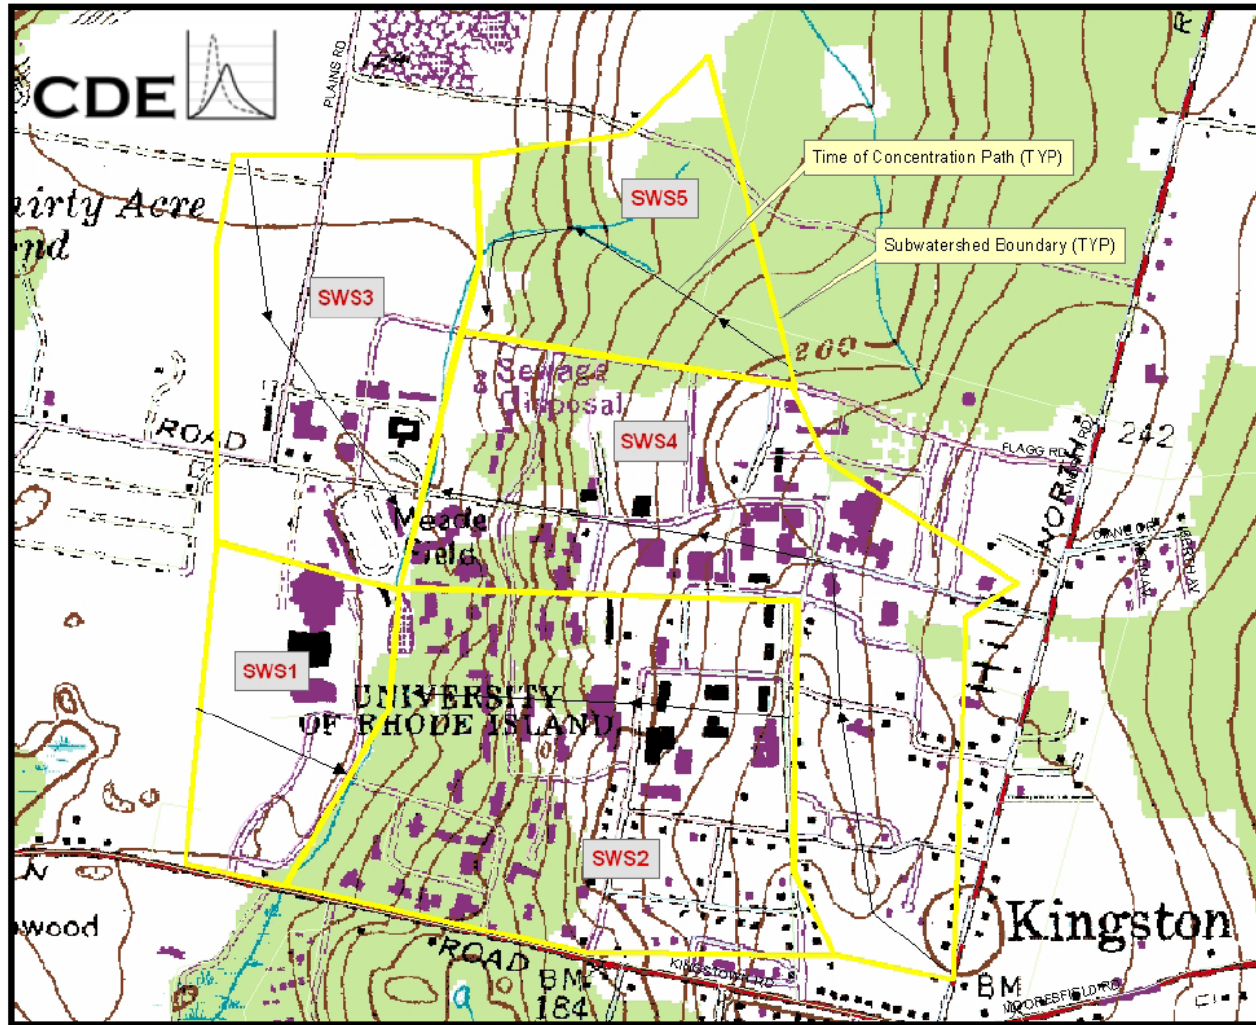 CDE
PLAINS RD
124
Time of Concentration Path (TYP)
SWS5
airty Acre
Subwatershed Boundary (TYP)
SWS3
200
Sewage
Disposal
ROAD
SWS4
FLAGG RD
242
NORTH
Meade
Field
SWS1
UNIVERSITY
OF RHODE ISLAND
SWS2
Kingston
wood
ROAD
BM
184
KINGSTOWN RD
BM
MOORESFIELD RD